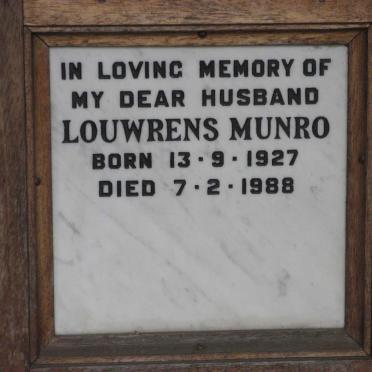 IN LOVING MEMORY OF
MY DEAR HUSBAND
LOUWRENS MUNRO
BORN 13·9·1927
DIED 7·2·1988